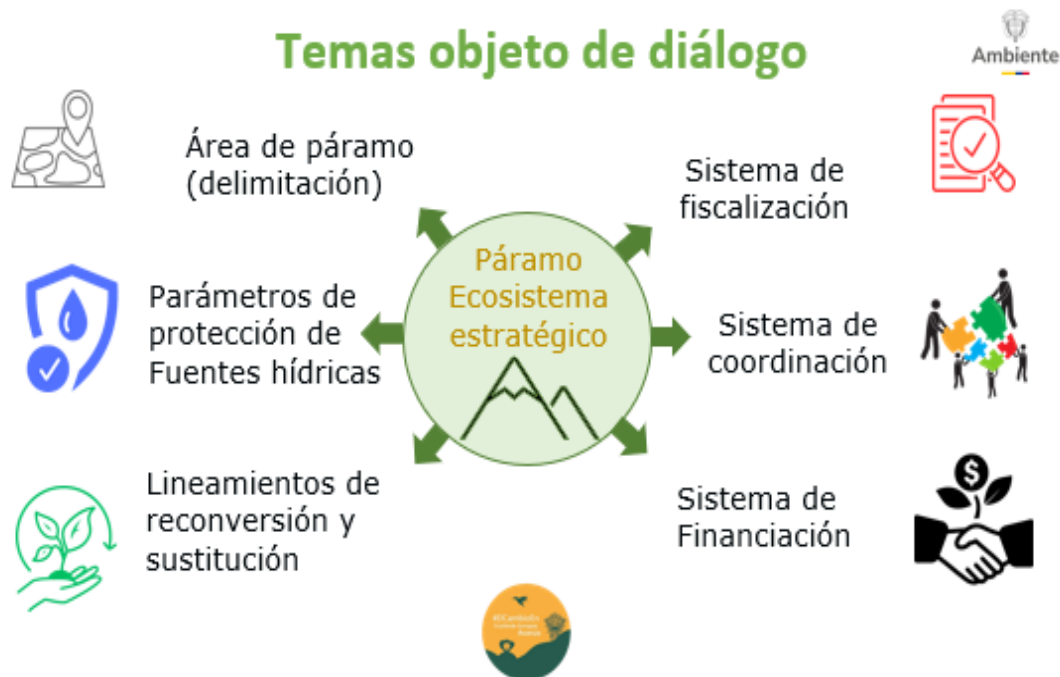 Temas objeto de diálogo
Ambiente
Área de páramo
(delimitación)
Parámetros de
protección de
Fuentes hídricas
Lineamientos de
reconversión y
sustitución
Páramo
Ecosistema
estratégico
Sistema de
fiscalización
Sistema de
coordinación
Sistema de
Financiación
$